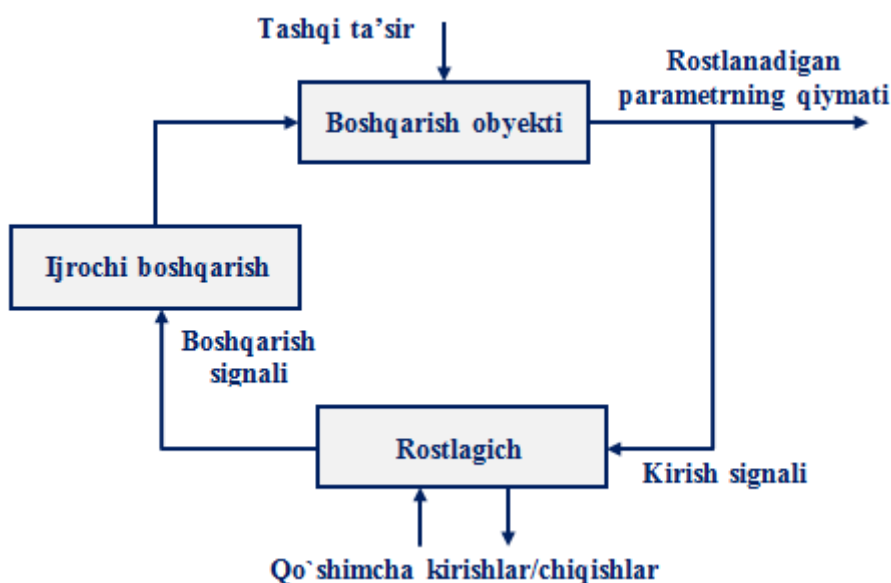 Tashqi ta’sir
Rostlanadigan
parametrning qiymati
Boshqarish obyekti
Ijrochi boshqarish
Boshqarish
signali
Rostlagich
Kirish signali
Qo`shimcha kirishlar/chiqishlar